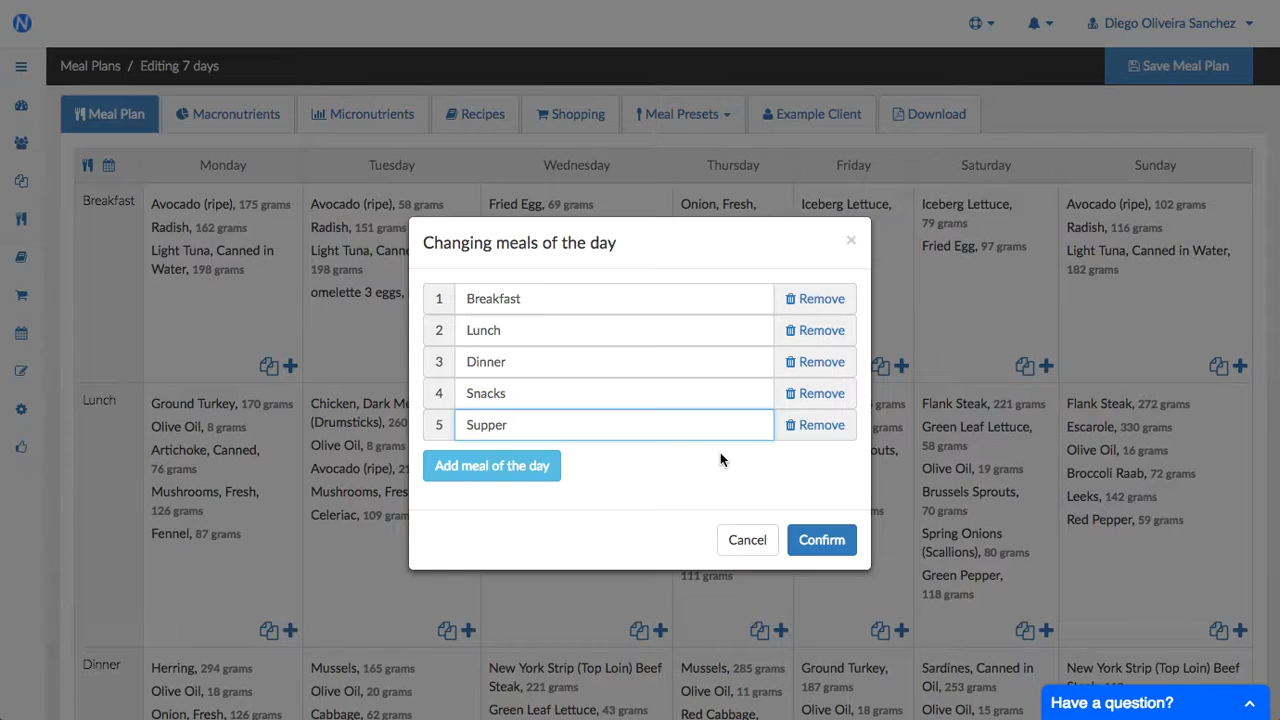 N
Diego Oliveira Sanchez
Meal Plans / Editing 7 days
Save Meal Plan
Meal Plan
Macronutrients
Micronutrients
Recipes
Shopping
Meal Presets
Example Client
Download
Monday
Tuesday
Wednesday
Thursday
Friday
Saturday
Sunday
Breakfast
Avocado (ripe), 175 grams
Radish, 162 grams
Light Tuna, Canned in
Water, 198 grams
Avocado (ripe), 58 grams
Radish, 151 grams
Light Tuna, Canne
198 grams
omelette 3 eggs,
Fried Egg, 69 grams
Onion, Fresh,
Iceberg Lettuce,
Iceberg Lettuce,
79 grams
Fried Egg, 97 grams
Avocado (ripe), 102 grams
Radish, 116 grams
Light Tuna, Canned in Water,
182 grams
Changing meals of the day
×
1 Breakfast Remove
2 Lunch Remove
3 Dinner Remove
4 Snacks Remove
5 Supper Remove
Add meal of the day
Cancel
Confirm
Lunch
Ground Turkey, 170 grams
Olive Oil, 8 grams
Artichoke, Canned,
76 grams
Mushrooms, Fresh,
126 grams
Fennel, 87 grams
Chicken, Dark Me
(Drumsticks), 260
Olive Oil, 8 grams
Avocado (ripe), 2
Mushrooms, Fres
Celeriac, 109 gram
111 grams
outs,
Flank Steak, 221 grams
Green Leaf Lettuce,
58 grams
Olive Oil, 19 grams
Brussels Sprouts,
70 grams
Spring Onions
(Scallions), 80 grams
Green Pepper,
118 grams
Flank Steak, 272 grams
Escarole, 330 grams
Olive Oil, 16 grams
Broccoli Raab, 72 grams
Leeks, 142 grams
Red Pepper, 59 grams
Dinner
Herring, 294 grams
Olive Oil, 18 grams
Onion, Fresh, 126 grams
Mussels, 165 grams
Olive Oil, 20 grams
Cabbage, 62 grams
New York Strip (Top Loin) Beef
Steak, 221 grams
Green Leaf Lettuce, 43 grams
Mussels, 285 grams
Olive Oil, 11 grams
Red Cabbage,
Ground Turkey,
187 grams
Olive Oil, 18 grams
Sardines, Canned in
Oil, 253 grams
Olive Oil, 15 grams
New York Strip (Top Loin) Beef
Have a question?